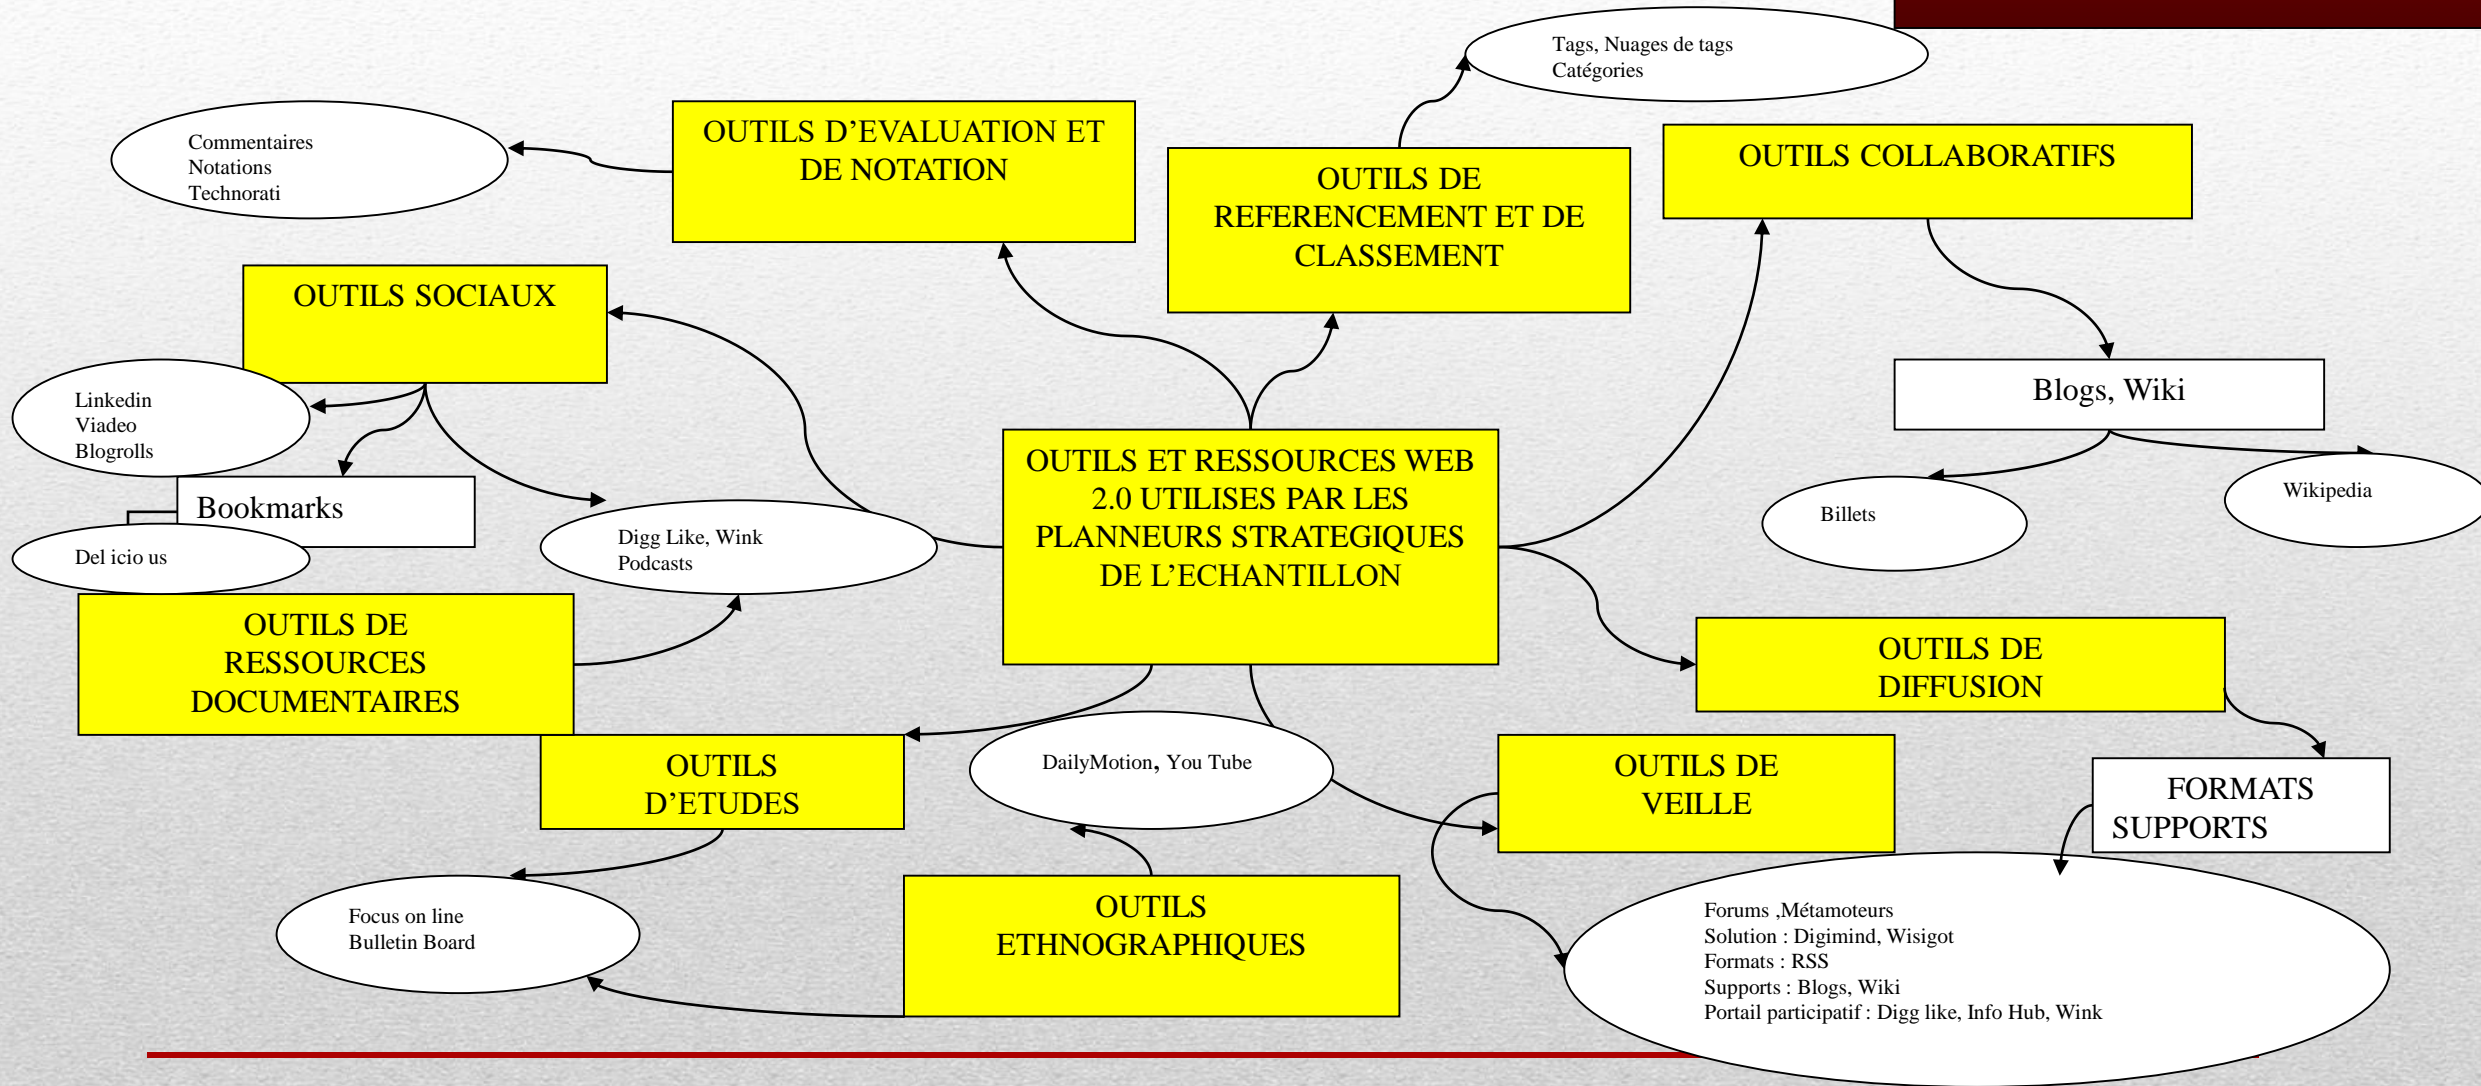 Tags, Nuages de tags
Catégories
Commentaires
Notations
Technorati
OUTILS D’EVALUATION ET
DE NOTATION
OUTILS DE
REFERENCEMENT ET DE
CLASSEMENT
OUTILS COLLABORATIFS
OUTILS SOCIAUX
Linkedin
Viadeo
Blogrolls
Bookmarks
Del icio us
Digg Like, Wink
Podcasts
OUTILS ET RESSOURCES WEB
2.0 UTILISES PAR LES
PLANNEURS STRATEGIQUES
DE L’ECHANTILLON
Blogs, Wiki
Billets
Wikipedia
OUTILS DE
RESSOURCES
DOCUMENTAIRES
OUTILS DE
DIFFUSION
OUTILS
D’ETUDES
DailyMotion, You Tube
OUTILS DE
VEILLE
FORMATS
SUPPORTS
Focus on line
Bulletin Board
OUTILS
ETHNOGRAPHIQUES
Forums ,Métamoteurs
Solution : Digimind, Wisigot
Formats : RSS
Supports : Blogs, Wiki
Portail participatif : Digg like, Info Hub, Wink